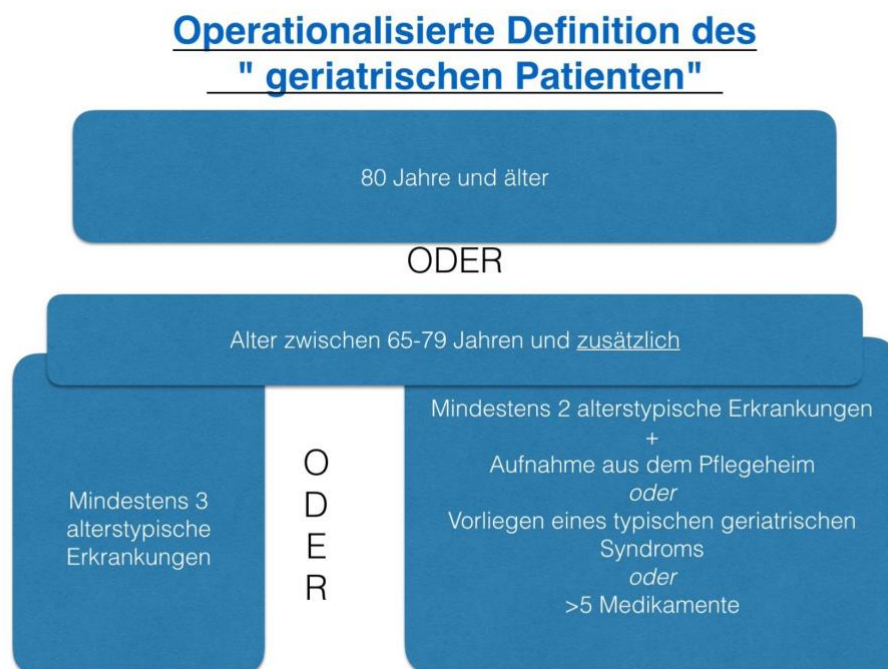 Operationalisierte Definition des
" geriatrischen Patienten"
80 Jahre und älter
ODER
Alter zwischen 65-79 Jahren und zusätzlich
Mindestens 3
alterstypische
Erkrankungen
O
D
E
R
Mindestens 2 alterstypische Erkrankungen
+
Aufnahme aus dem Pflegeheim
oder
Vorliegen eines typischen geriatrischen
Syndroms
oder
>5 Medikamente